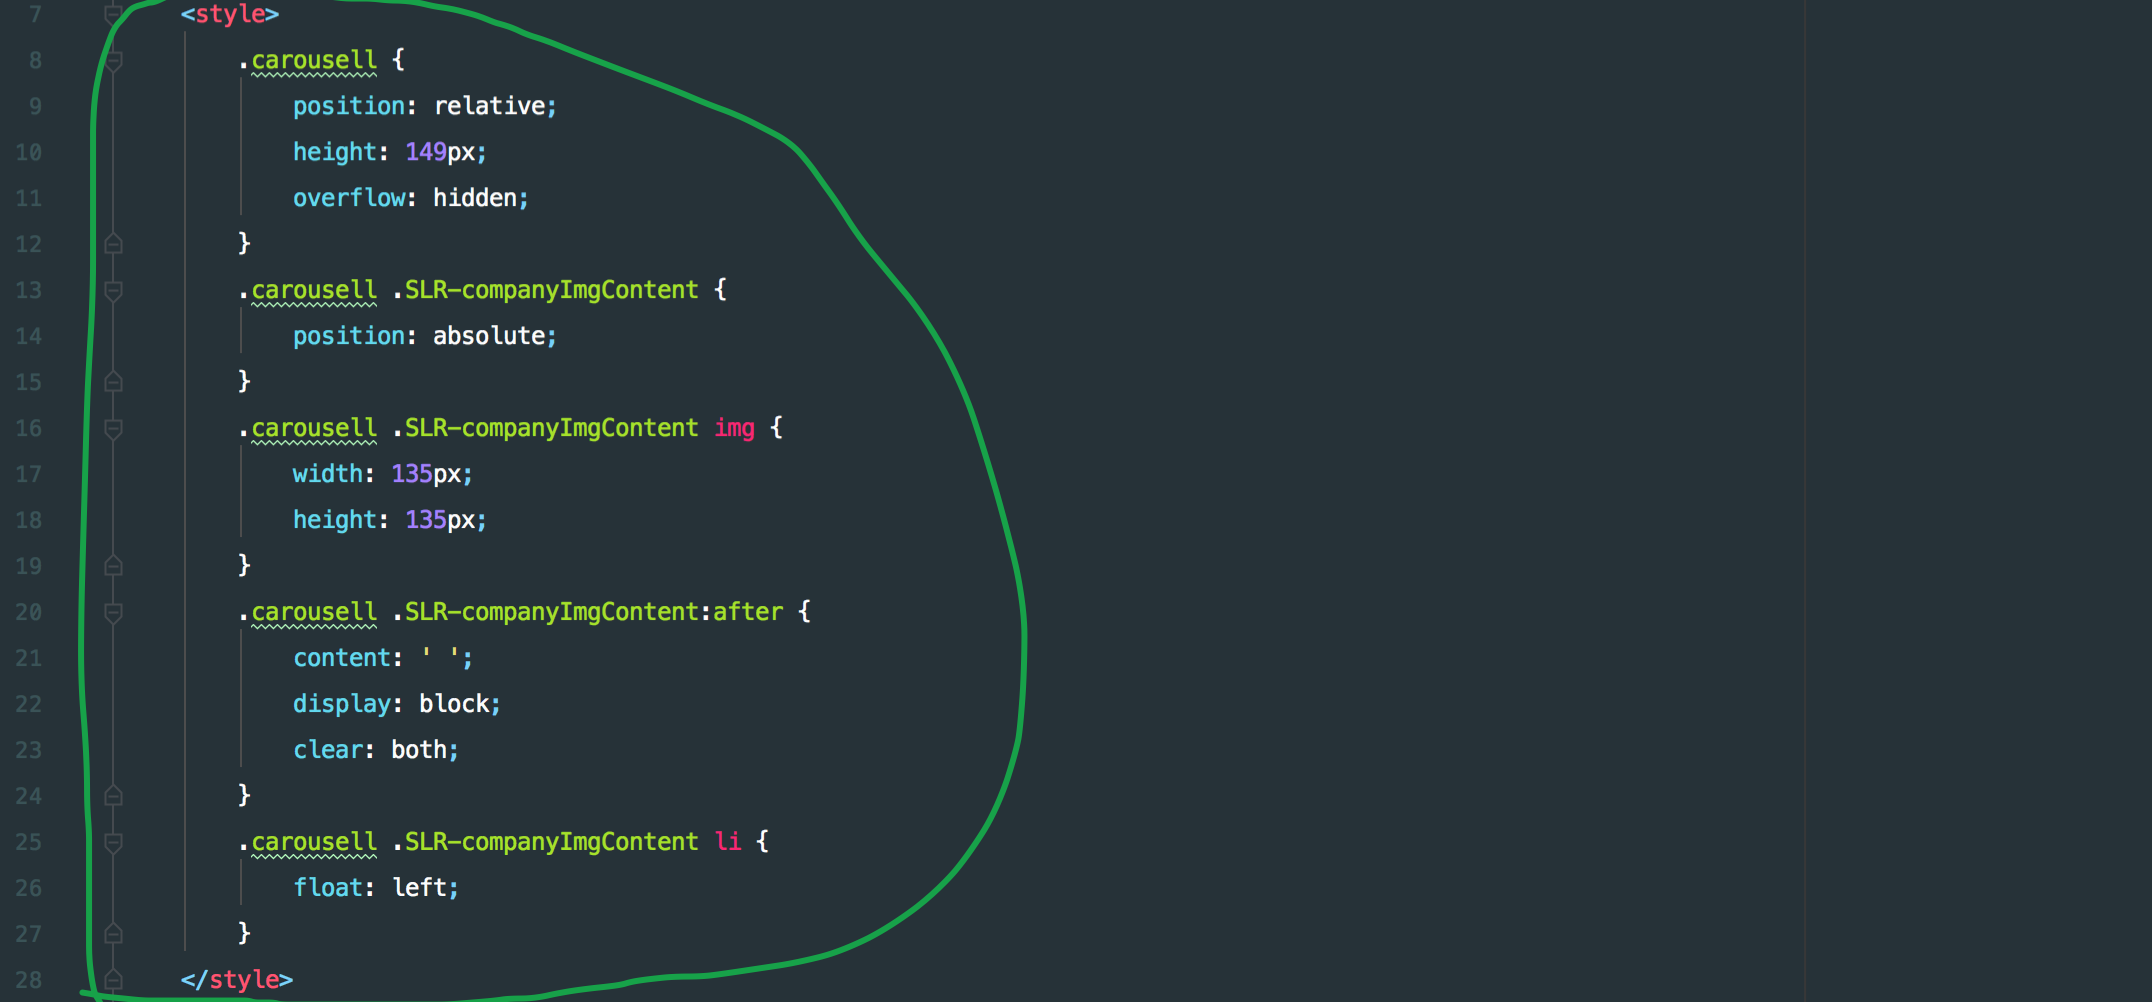 7 <style>
8 .carousell {
9 position: relative;
10 height: 149px;
11 overflow: hidden;
12 }
13 .carousell .SLR-companyImgContent {
14 position: absolute;
15 }
16 .carousell .SLR-companyImgContent img {
17 width: 135px;
18 height: 135px;
19 }
20 .carousell .SLR-companyImgContent:after {
21 content: ' ';
22 display: block;
23 clear: both;
24 }
25 .carousell .SLR-companyImgContent li {
26 float: left;
27 }
28 </style>